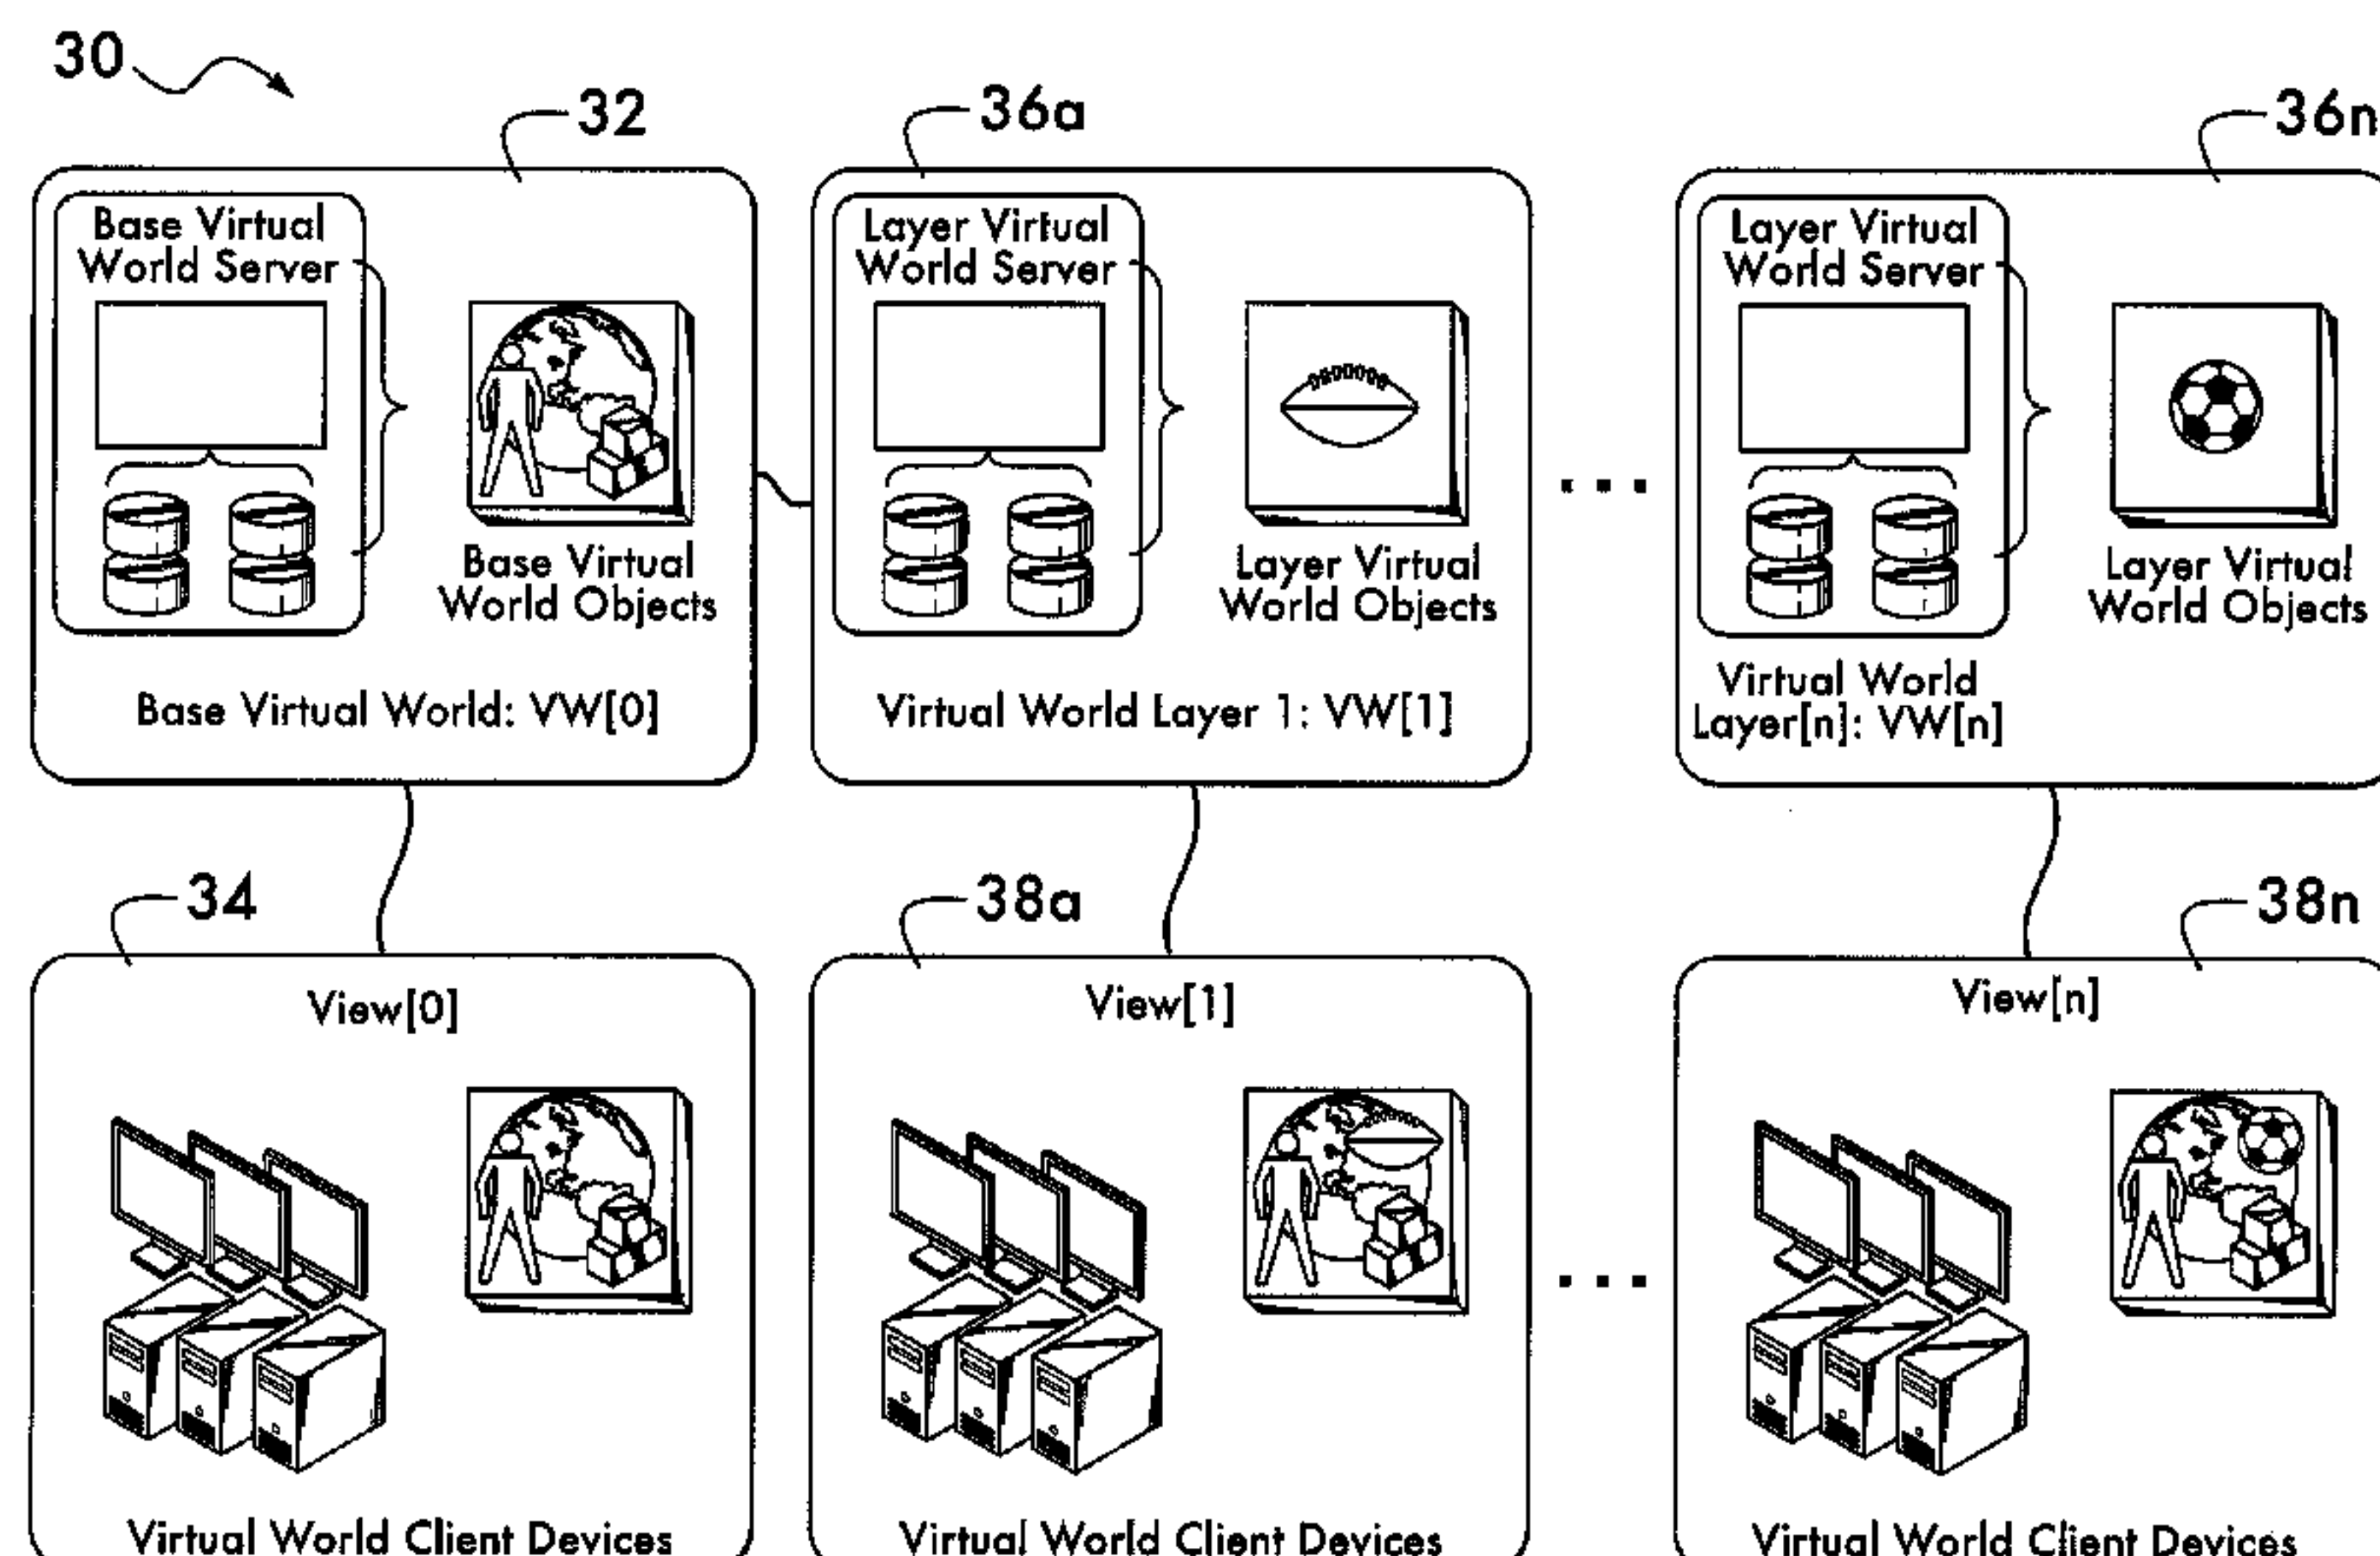 30
32
36a
36n
Base Virtual
World Server
Base Virtual
World Objects
Base Virtual World: VW[0]
Layer Virtual
World Server
Layer Virtual
World Objects
Virtual World Layer 1: VW[1]
...
Layer Virtual
World Server
Layer Virtual
World Objects
Virtual World
Layer[n]: VW[n]
34
38a
38n
View[0]
Virtual World Client Devices
View[1]
Virtual World Client Devices
...
View[n]
Virtual World Client Devices